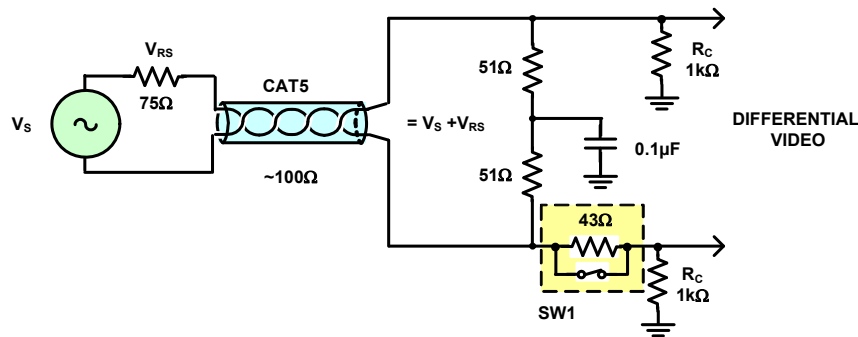 V_RS
75Ω
V_S
CAT5
~100Ω
= V_S +V_RS
51Ω
51Ω
0.1µF
R_C
1kΩ
DIFFERENTIAL
VIDEO
43Ω
SW1
R_C
1kΩ